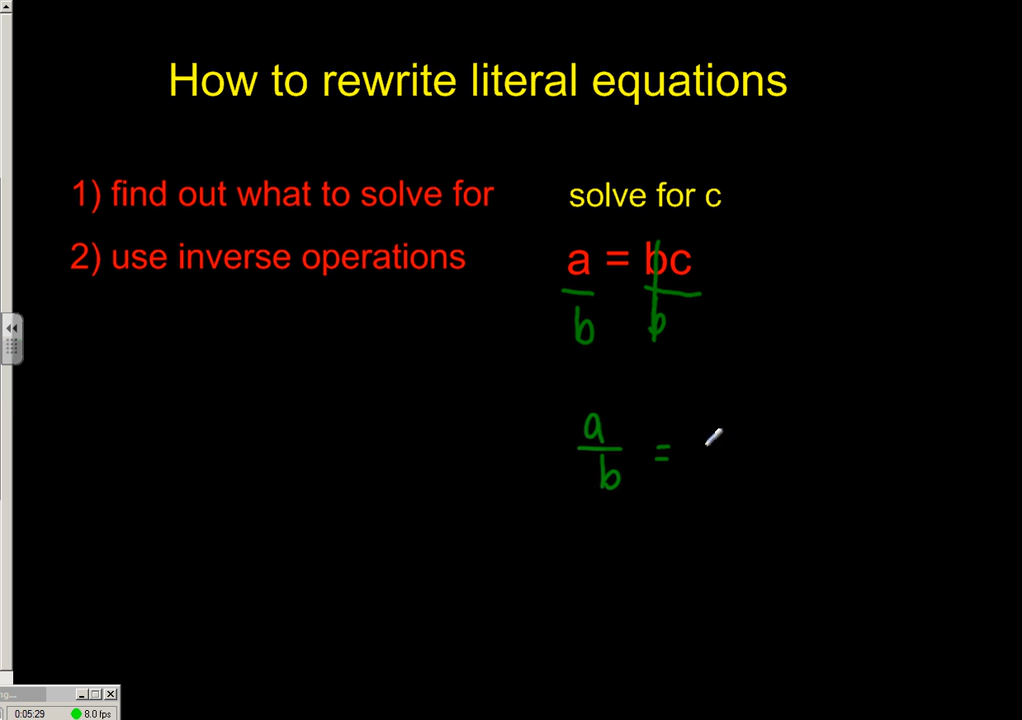 How to rewrite literal equations
1) find out what to solve for
solve for c
2) use inverse operations
a = bc
b b
a
=
b
ng...
0:05:29 8.0 fps